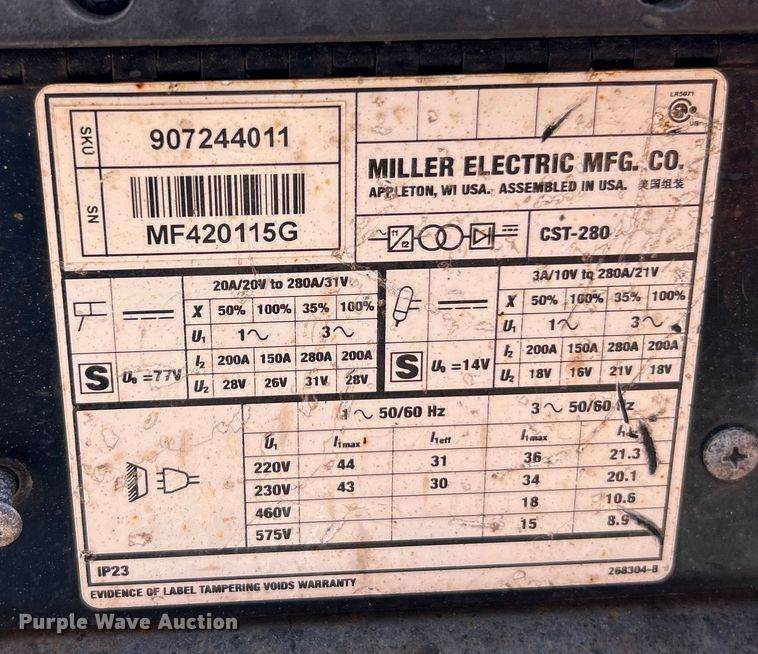 LR5071
SKU 907244011
SN MF420115G
MILLER ELECTRIC MFG. CO.
APPLETON, WI USA. ASSEMBLED IN USA. 美国组装
CST-280
20A/20V to 280A/31V
X 50% 100% 35% 100%
U₁ 1∿ 3∿
I₂ 200A 150A 280A 200A
U₂ 28V 26V 31V 28V
S U₀ =77V
3A/10V to 280A/21V
X 50% 100% 35% 100%
U₁ 1∿ 3∿
I₂ 200A 150A 280A 200A
U₂ 18V 16V 21V 18V
S U₀ =14V
1∿ 50/60 Hz 3∿ 50/60 Hz
U₁ I₁max I₁eff I₁max
220V 44 31 36 21.3
230V 43 30 34 20.1
460V 18 10.6
575V 15 8.9
IP23
268304-B
EVIDENCE OF LABEL TAMPERING VOIDS WARRANTY
Purple Wave Auction